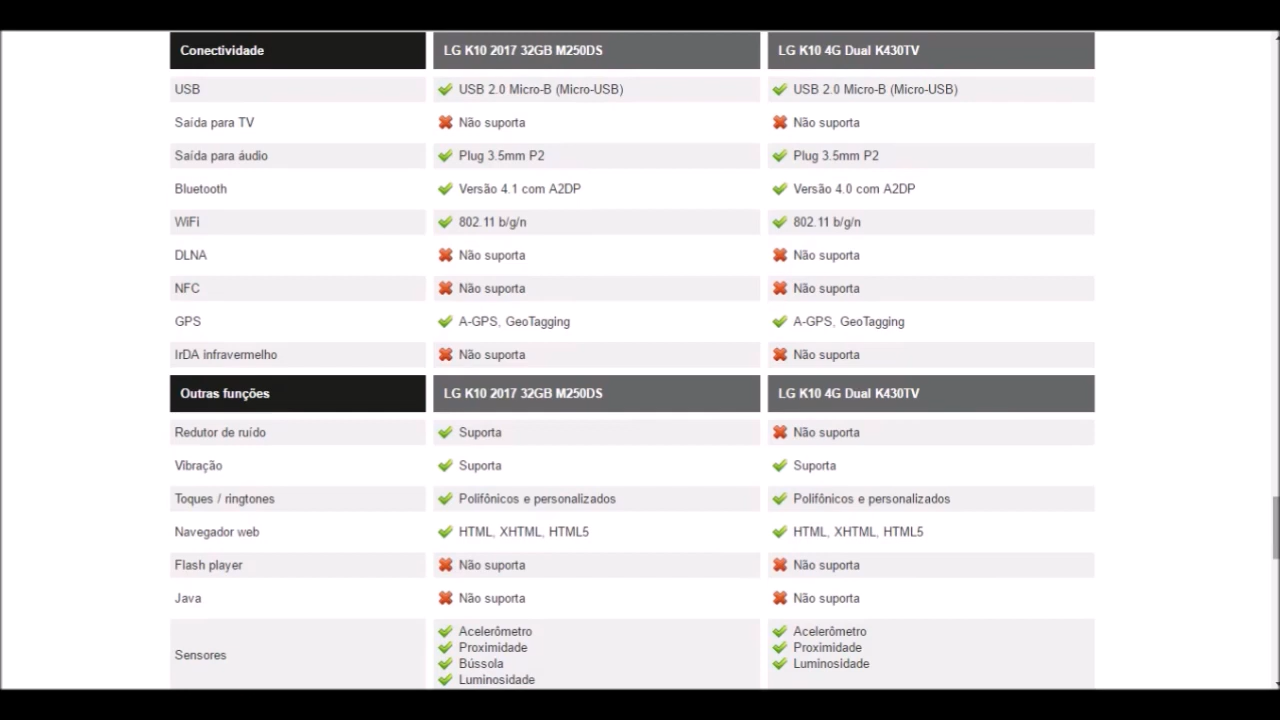 Conectividade LG K10 2017 32GB M250DS LG K10 4G Dual K430TV
USB USB 2.0 Micro-B (Micro-USB) USB 2.0 Micro-B (Micro-USB)
Saída para TV Não suporta Não suporta
Saída para áudio Plug 3.5mm P2 Plug 3.5mm P2
Bluetooth Versão 4.1 com A2DP Versão 4.0 com A2DP
WiFi 802.11 b/g/n 802.11 b/g/n
DLNA Não suporta Não suporta
NFC Não suporta Não suporta
GPS A-GPS, GeoTagging A-GPS, GeoTagging
IrDA infravermelho Não suporta Não suporta
Outras funções LG K10 2017 32GB M250DS LG K10 4G Dual K430TV
Redutor de ruído Suporta Não suporta
Vibração Suporta Suporta
Toques / ringtones Polifônicos e personalizados Polifônicos e personalizados
Navegador web HTML, XHTML, HTML5 HTML, XHTML, HTML5
Flash player Não suporta Não suporta
Java Não suporta Não suporta
Sensores
Acelerômetro Acelerômetro
Proximidade Proximidade
Bússola Luminosidade
Luminosidade